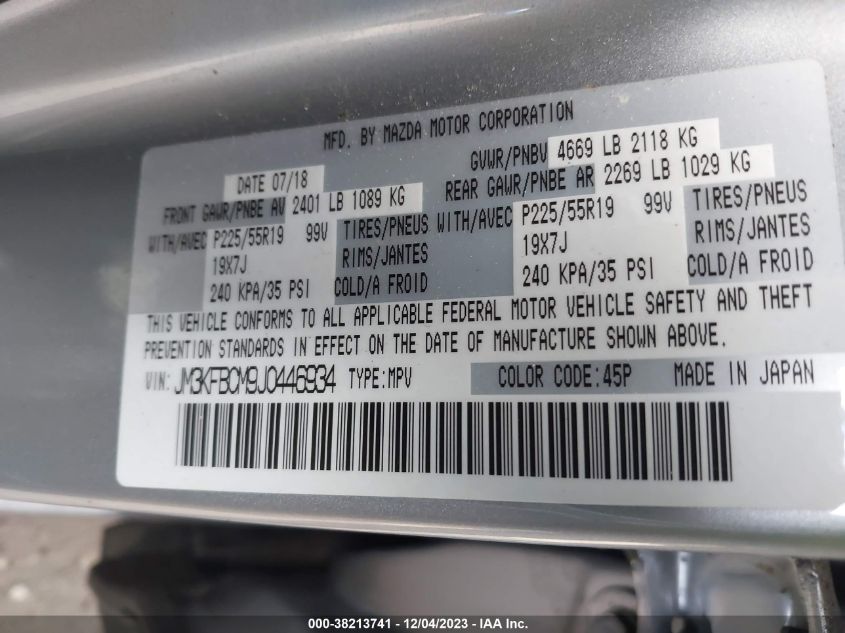 MFD. BY MAZDA MOTOR CORPORATION
DATE 07/18 GVWR/PNBV 4669 LB 2118 KG
FRONT GAWR/PNBE AV 2401 LB 1089 KG REAR GAWR/PNBE AR 2269 LB 1029 KG
WITH/AVEC P225/55R19 99V TIRES/PNEUS WITH/AVEC P225/55R19 99V TIRES/PNEUS
19X7J RIMS/JANTES 19X7J RIMS/JANTES
240 KPA/35 PSI COLD/A FROID 240 KPA/35 PSI COLD/A FROID
THIS VEHICLE CONFORMS TO ALL APPLICABLE FEDERAL MOTOR VEHICLE SAFETY AND THEFT
PREVENTION STANDARDS IN EFFECT ON THE DATE OF MANUFACTURE SHOWN ABOVE.
VIN: JM3KFBCM9J0446934 TYPE:MPV COLOR CODE:45P MADE IN JAPAN
000-38213741 - 12/04/2023 - IAA Inc.